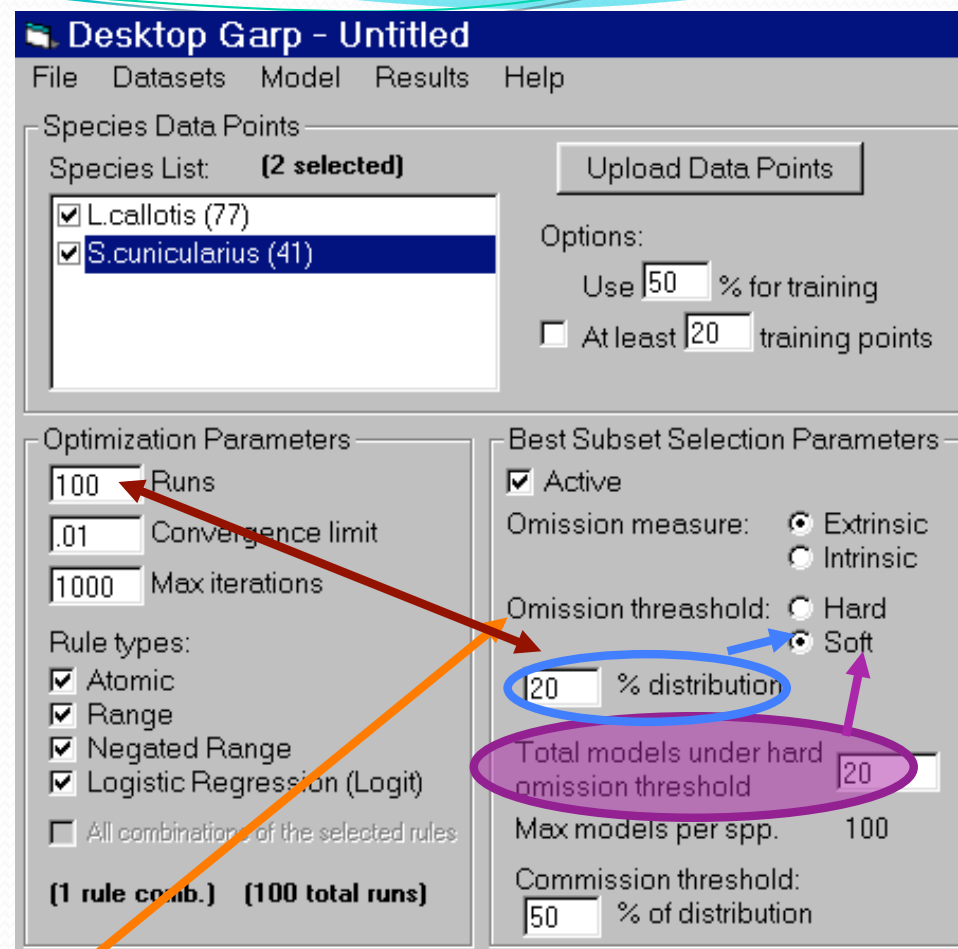 Desktop Garp - Untitled
File Datasets Model Results Help
Species Data Points
Species List: (2 selected)
L.callotis (77)
S.cunicularius (41)
Upload Data Points
Options:
Use 50 % for training
At least 20 training points
Optimization Parameters
100 Runs
.01 Convergence limit
1000 Max iterations
Rule types:
Atomic
Range
Negated Range
Logistic Regression (Logit)
All combinations of the selected rules
(1 rule comb.) (100 total runs)
Best Subset Selection Parameters
Active
Omission measure: Extrinsic
Intrinsic
Omission threashold: Hard
Soft
20 % distribution
Total models under hard
omission threshold 20
Max models per spp. 100
Commission threshold:
50 % of distribution